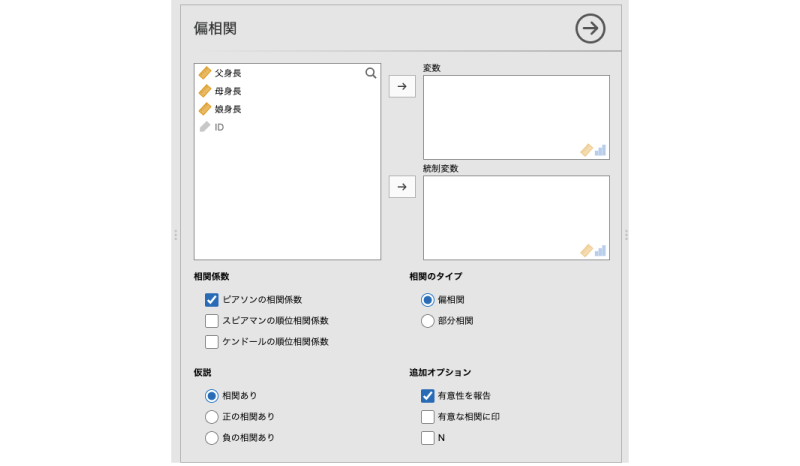 偏相関
父身長
母身長
娘身長
ID
変数
統制変数
相関係数
ピアソンの相関係数
スピアマンの順位相関係数
ケンドールの順位相関係数
相関のタイプ
偏相関
部分相関
仮説
相関あり
正の相関あり
負の相関あり
追加オプション
有意性を報告
有意な相関に印
N